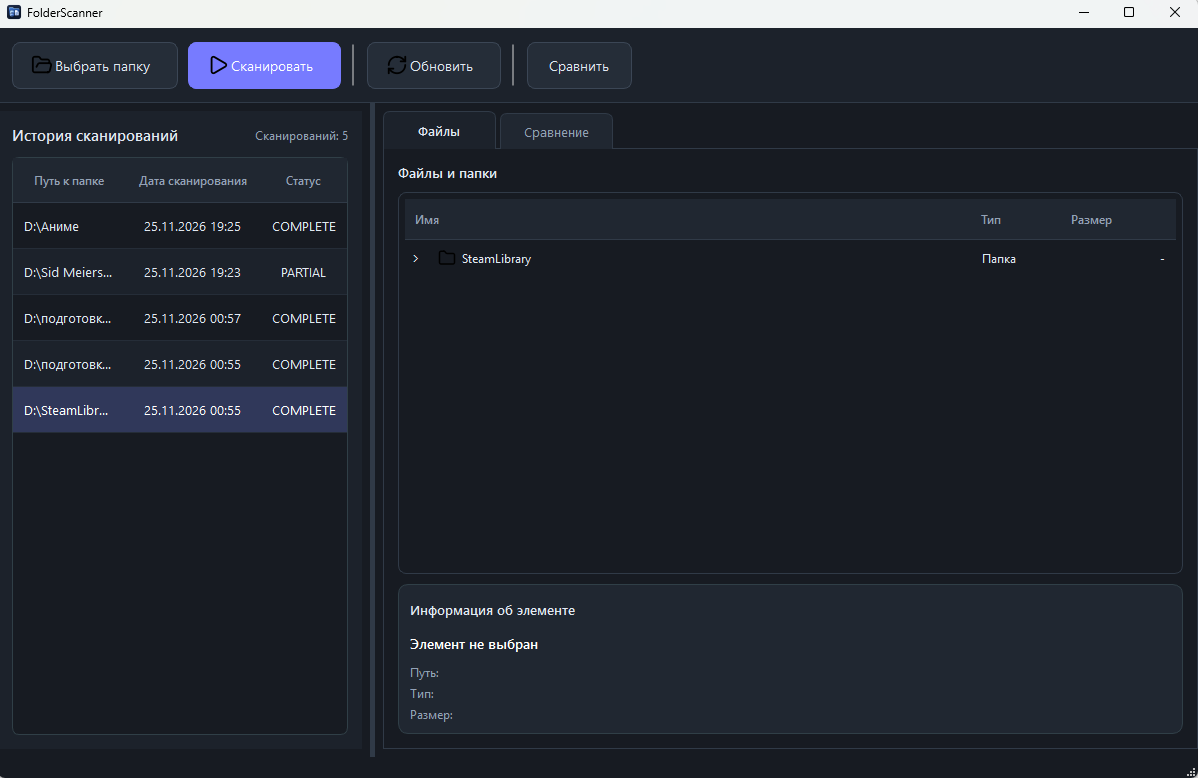 FolderScanner
Выбрать папку Сканировать Обновить Сравнить
История сканирований Сканирований: 5
Путь к папке Дата сканирования Статус
D:\Аниме 25.11.2026 19:25 COMPLETE
D:\Sid Meiers... 25.11.2026 19:23 PARTIAL
D:\подготовк... 25.11.2026 00:57 COMPLETE
D:\подготовк... 25.11.2026 00:55 COMPLETE
D:\SteamLibr... 25.11.2026 00:55 COMPLETE
Файлы Сравнение
Файлы и папки
Имя Тип Размер
SteamLibrary Папка -
Информация об элементе
Элемент не выбран
Путь:
Тип:
Размер: